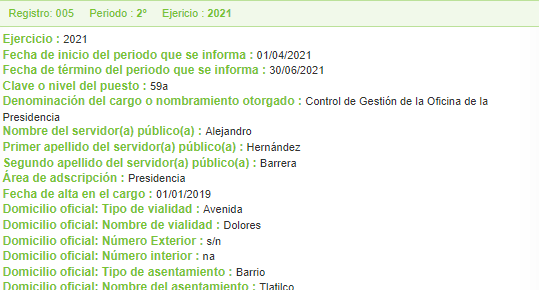 Registro: 005 Periodo : 2º Ejericio : 2021
Ejercicio : 2021
Fecha de inicio del periodo que se informa : 01/04/2021
Fecha de término del periodo que se informa : 30/06/2021
Clave o nivel del puesto : 59a
Denominación del cargo o nombramiento otorgado : Control de Gestión de la Oficina de la
Presidencia
Nombre del servidor(a) público(a) : Alejandro
Primer apellido del servidor(a) público(a) : Hernández
Segundo apellido del servidor(a) público(a) : Barrera
Área de adscripción : Presidencia
Fecha de alta en el cargo : 01/01/2019
Domicilio oficial: Tipo de vialidad : Avenida
Domicilio oficial: Nombre de vialidad : Dolores
Domicilio oficial: Número Exterior : s/n
Domicilio oficial: Número interior : na
Domicilio oficial: Tipo de asentamiento : Barrio
Domicilio oficial: Nombre del asentamiento : Tlatilco